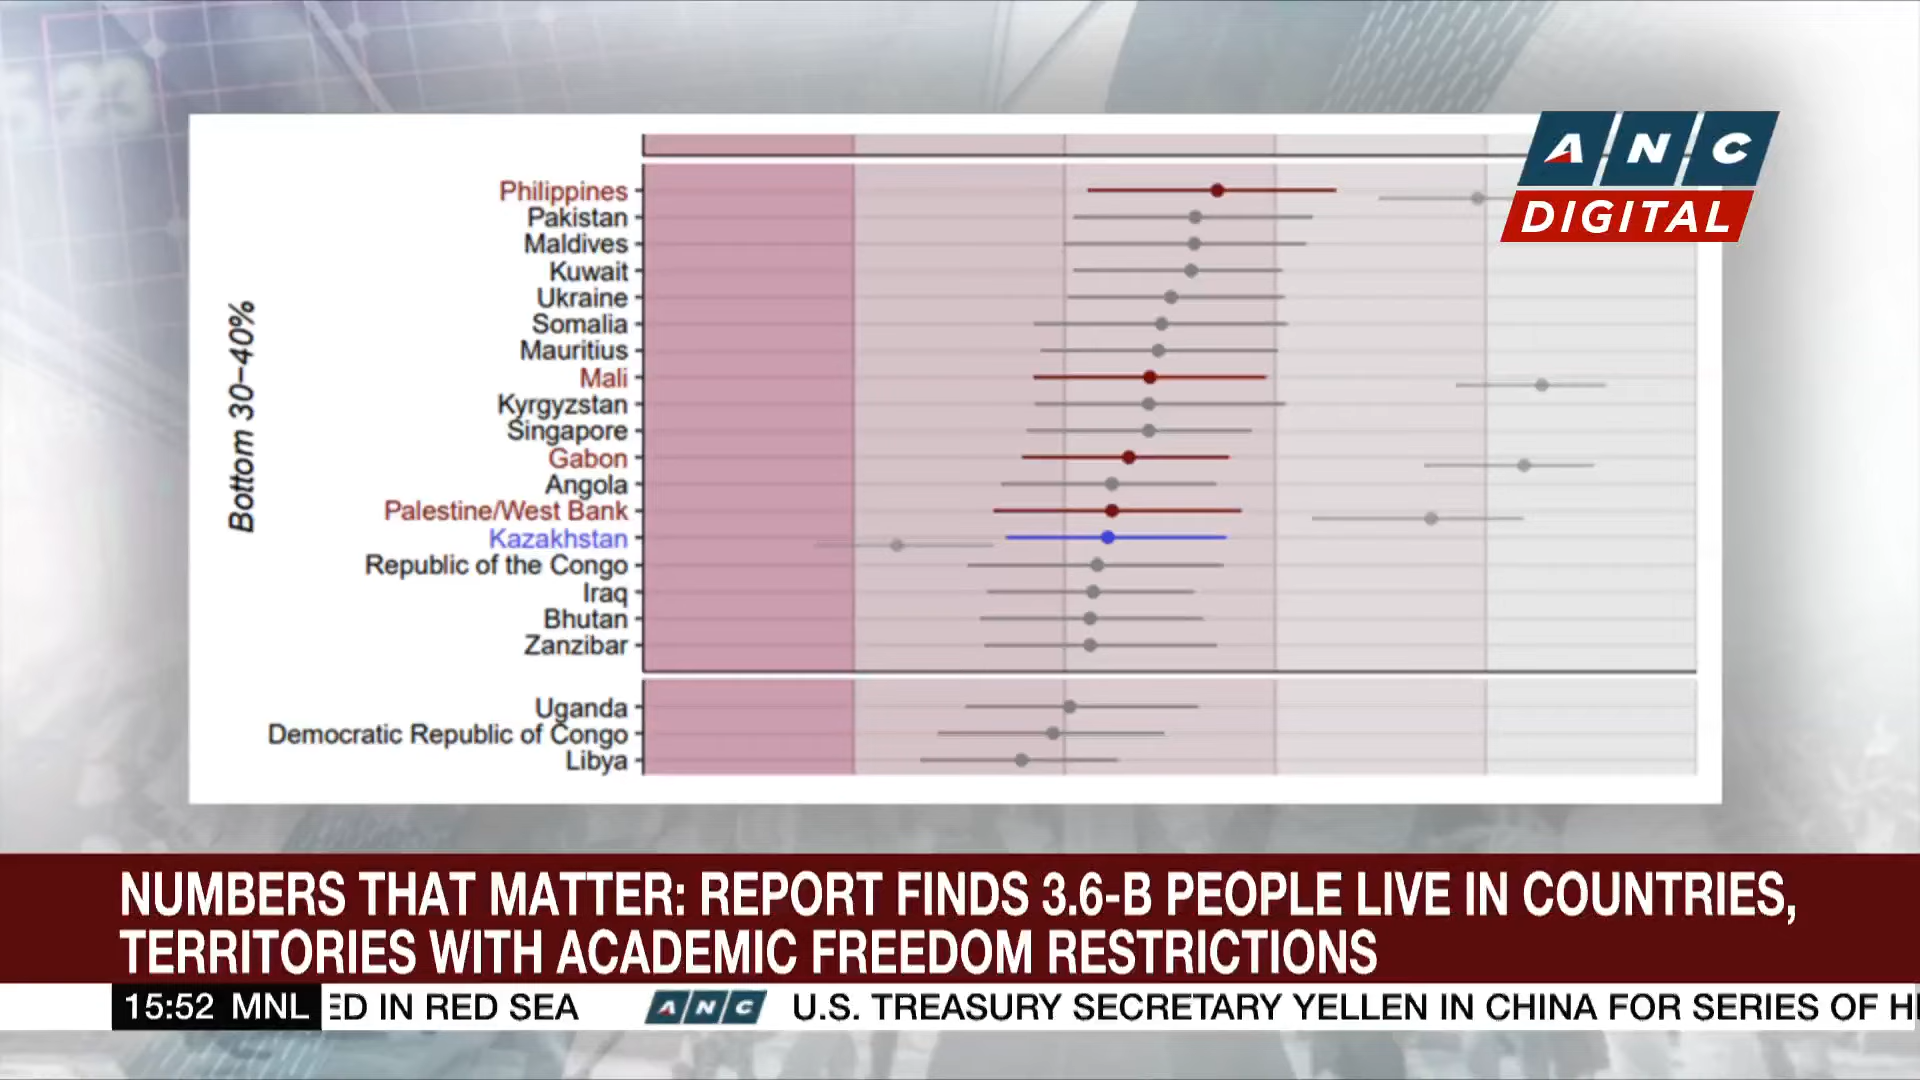 ANC
DIGITAL
Bottom 30–40%
Philippines
Pakistan
Maldives
Kuwait
Ukraine
Somalia
Mauritius
Mali
Kyrgyzstan
Singapore
Gabon
Angola
Palestine/West Bank
Kazakhstan
Republic of the Congo
Iraq
Bhutan
Zanzibar
Uganda
Democratic Republic of Congo
Libya
NUMBERS THAT MATTER: REPORT FINDS 3.6-B PEOPLE LIVE IN COUNTRIES,
TERRITORIES WITH ACADEMIC FREEDOM RESTRICTIONS
15:52 MNL ED IN RED SEA ANC U.S. TREASURY SECRETARY YELLEN IN CHINA FOR SERIES OF H